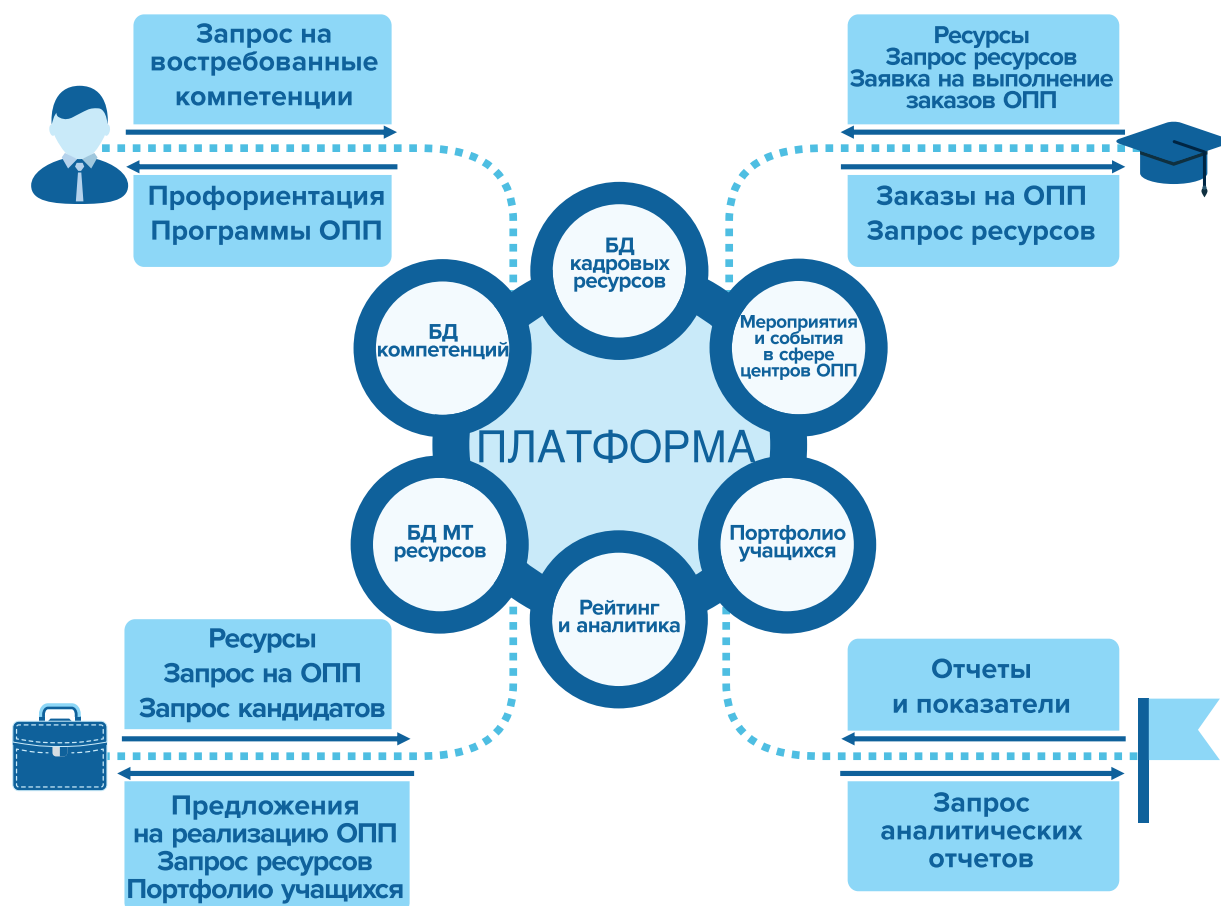 Запрос на
востребованные
компетенции
Профориентация
Программы ОПП
Ресурсы
Запрос ресурсов
Заявка на выполнение
заказов ОПП
Заказы на ОПП
Запрос ресурсов
БД
кадровых
ресурсов
БД
компетенций
Мероприятия
и события
в сфере
центров ОПП
ПЛАТФОРМА
БД МТ
ресурсов
Портфолио
учащихся
Рейтинг
и аналитика
Ресурсы
Запрос на ОПП
Запрос кандидатов
Предложения
на реализацию ОПП
Запрос ресурсов
Портфолио учащихся
Отчеты
и показатели
Запрос
аналитических
отчетов